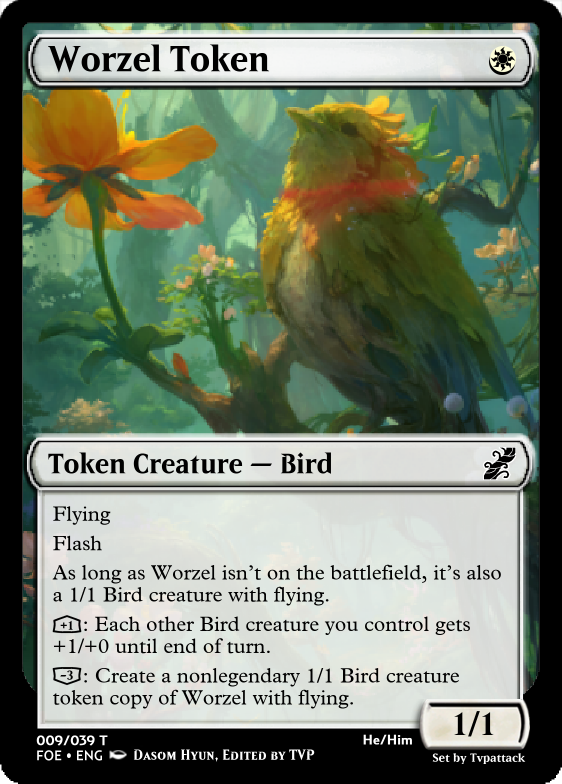 Worzel Token
Token Creature — Bird
Flying
Flash
As long as Worzel isn't on the battlefield, it's also
a 1/1 Bird creature with flying.
+1: Each other Bird creature you control gets
+1/+0 until end of turn.
-3: Create a nonlegendary 1/1 Bird creature
token copy of Worzel with flying.
1/1
009/039 T
He/Him
FOE • ENG Dasom Hyun, Edited by TVP
Set by Tvpattack